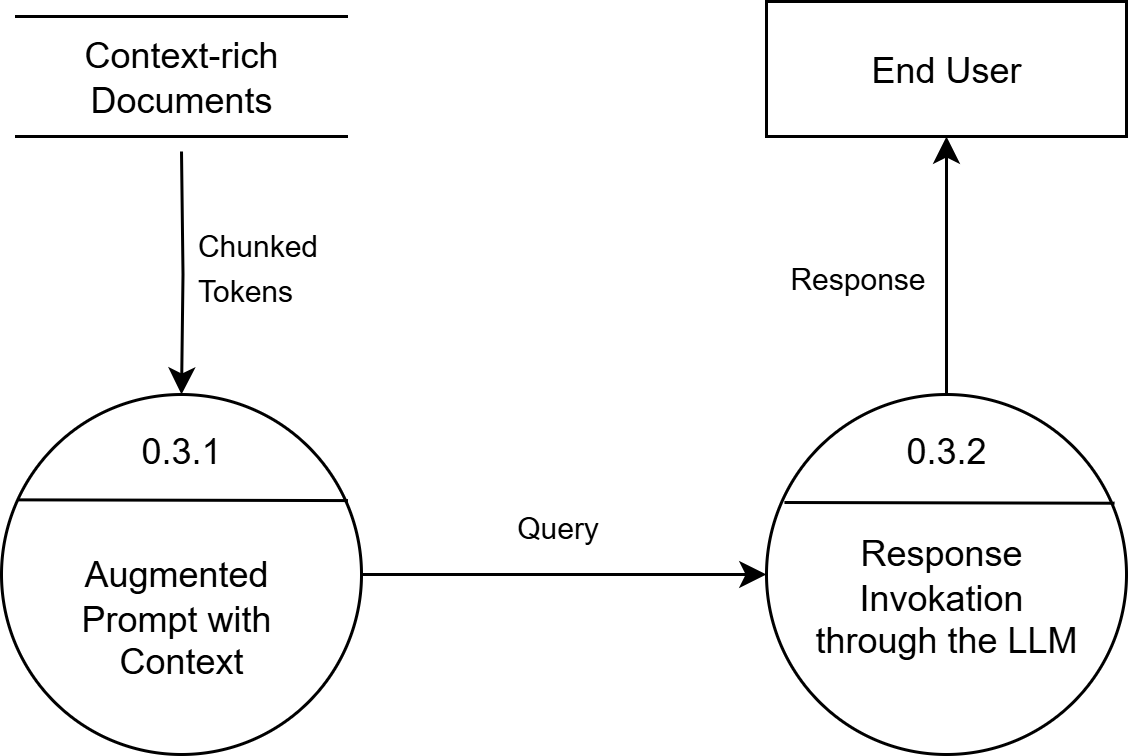 Context-rich
Documents
End User
Chunked
Tokens
Response
0.3.1
Augmented
Prompt with
Context
Query
0.3.2
Response
Invokation
through the LLM